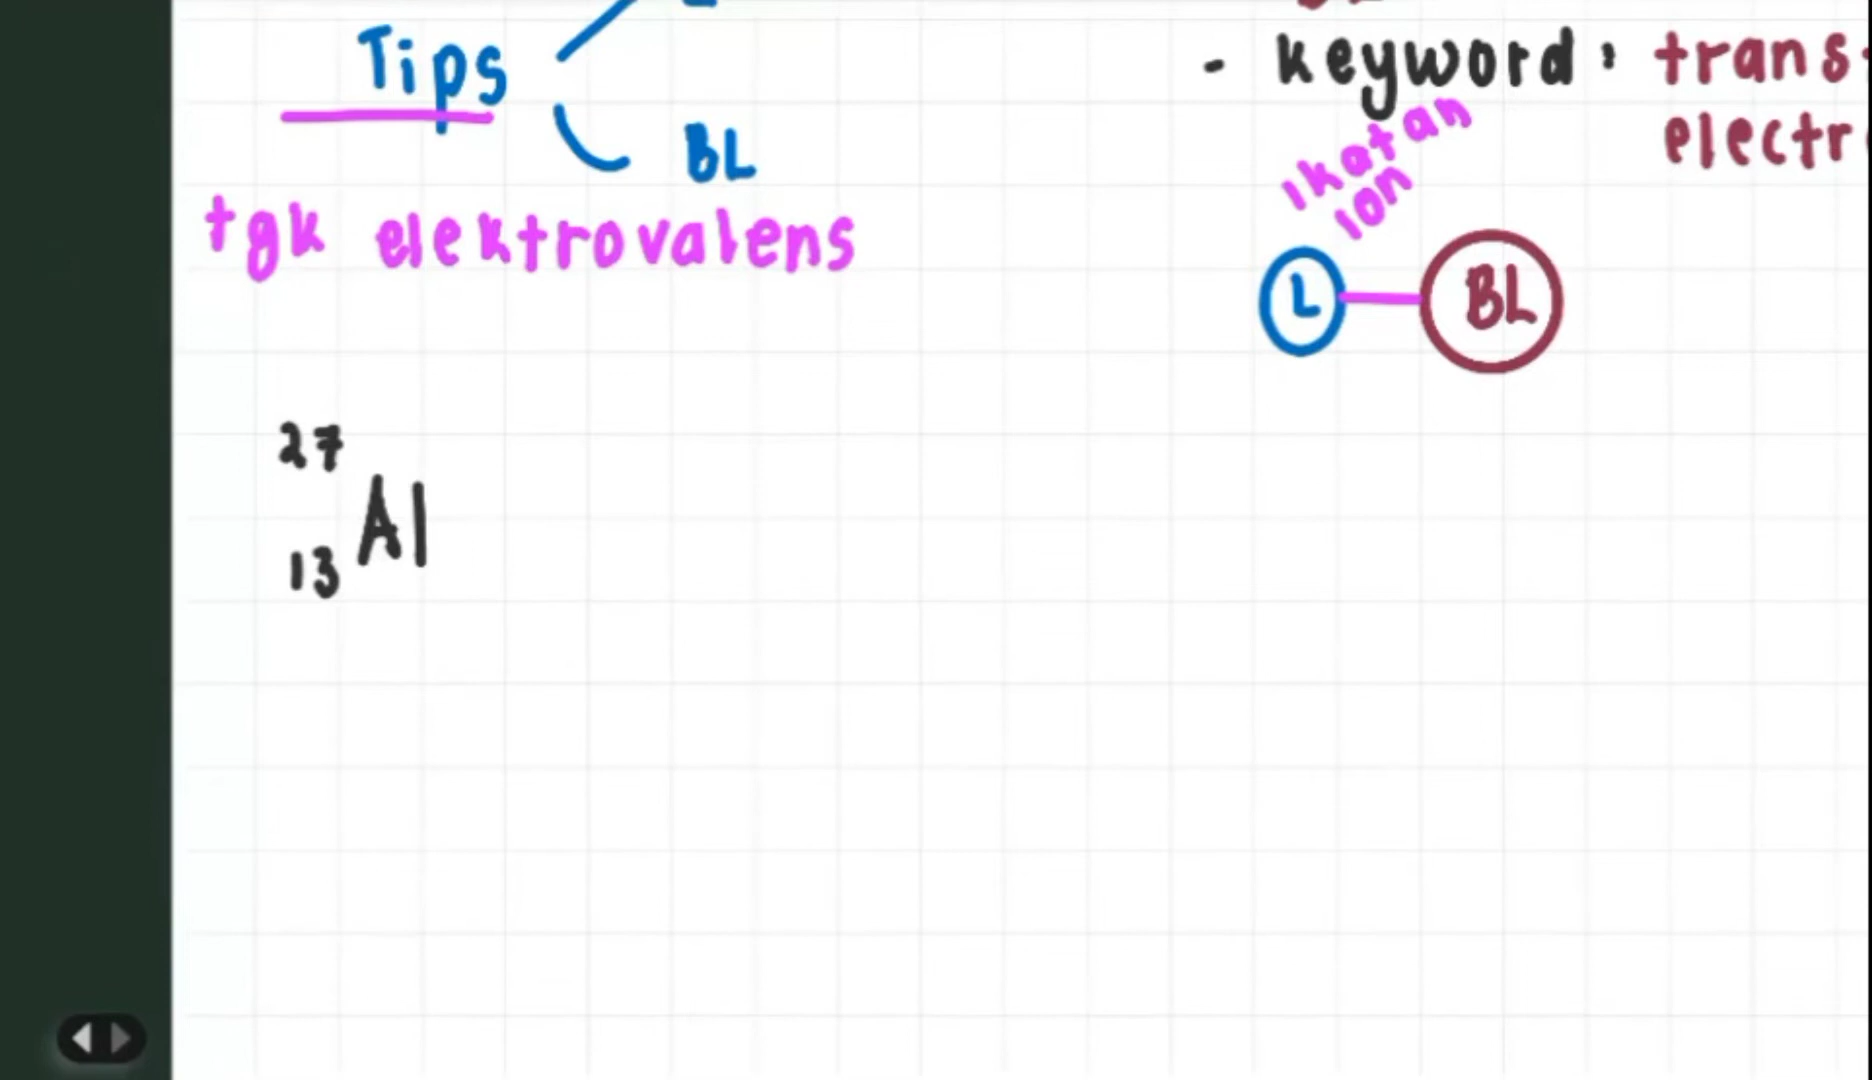 Tips
BL
tgk elektrovalens
- keyword : trans
electr
ikatan
ion
L
BL
27
13 Al